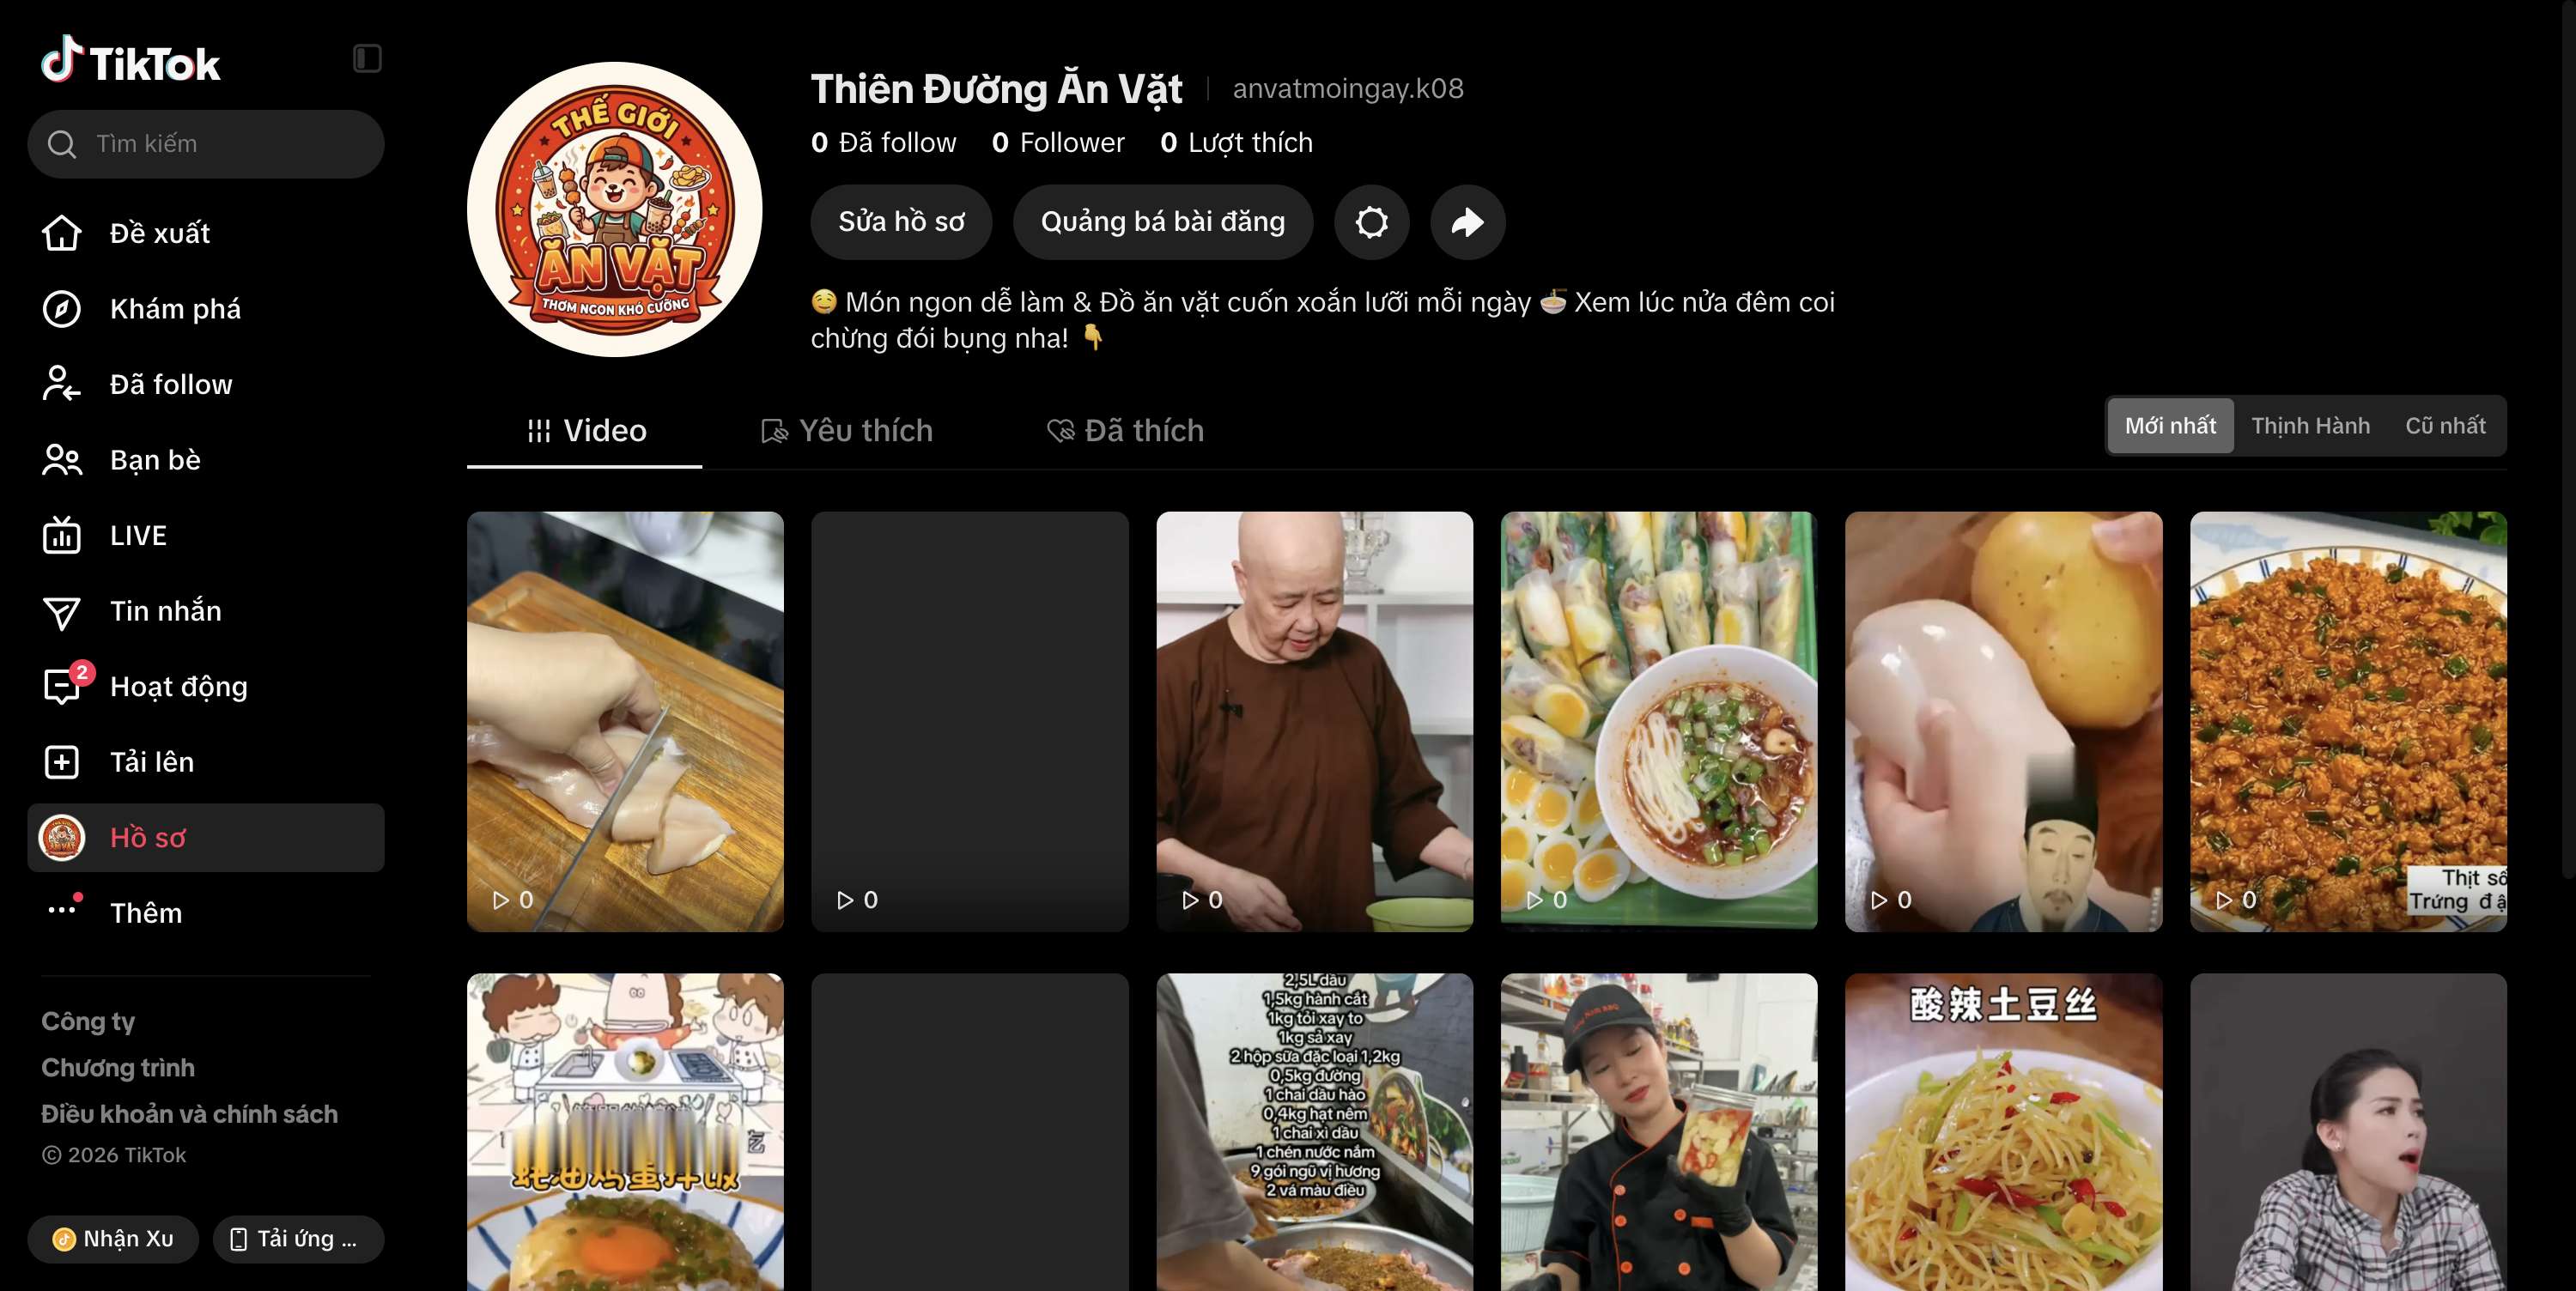 TikTok
Tìm kiếm
Đề xuất
Khám phá
Đã follow
Bạn bè
LIVE
Tin nhắn
2
Hoạt động
Tải lên
Hồ sơ
Thêm
Công ty
Chương trình
Điều khoản và chính sách
© 2026 TikTok
Nhận Xu
Tải ứng ...
THẾ GIỚI
ĂN VẶT
THƠM NGON KHÓ CƯỠNG
Thiên Đường Ăn Vặt
anvatmoingay.k08
0 Đã follow 0 Follower 0 Lượt thích
Sửa hồ sơ
Quảng bá bài đăng
🤤 Món ngon dễ làm & Đồ ăn vặt cuốn xoắn lưỡi mỗi ngày 🍜 Xem lúc nửa đêm coi
chừng đói bụng nha! 👇
Video
Yêu thích
Đã thích
Mới nhất
Thịnh Hành
Cũ nhất
0
0
0
0
0
Thịt số
Trứng đậ
0
2,5L dầu
1,5kg hành cắt
1kg tỏi xay to
1kg sả xay
2 hộp sữa đặc loại 1,2kg
0,5kg đường
1 chai dầu hào
0,4kg hạt nêm
1 chai xì dầu
1 chén nước nắm
9 gói ngũ vị hương
2 vá màu điều
酸辣土豆丝